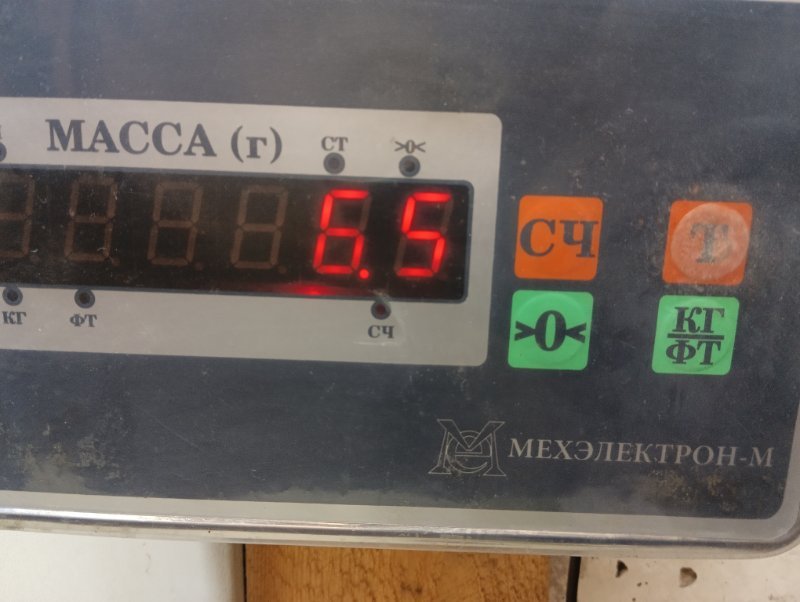 МАССА (г)
СТ >0<
6.5
КГ ФТ СЧ
СЧ Т
>0< КГ
ФТ
МЕХЭЛЕКТРОН-М